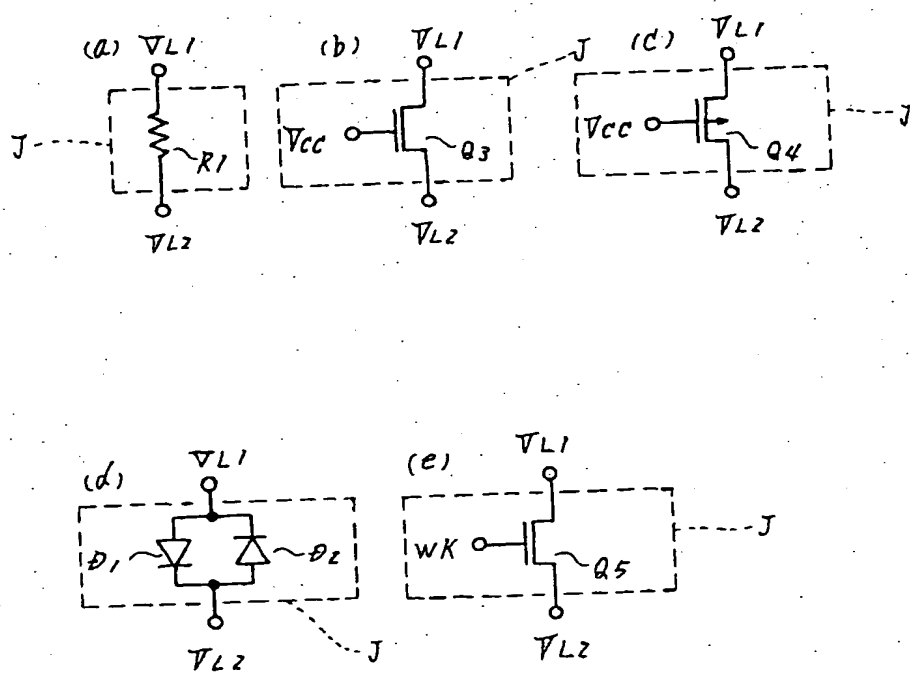 (a) VL1
J
R1
VL2
(b) VL1
J
VCC
Q3
VL2
(c) VL1
VCC
J
Q4
VL2
(d) VL1
D1
D2
J
VL2
(e) VL1
WK
J
Q5
VL2